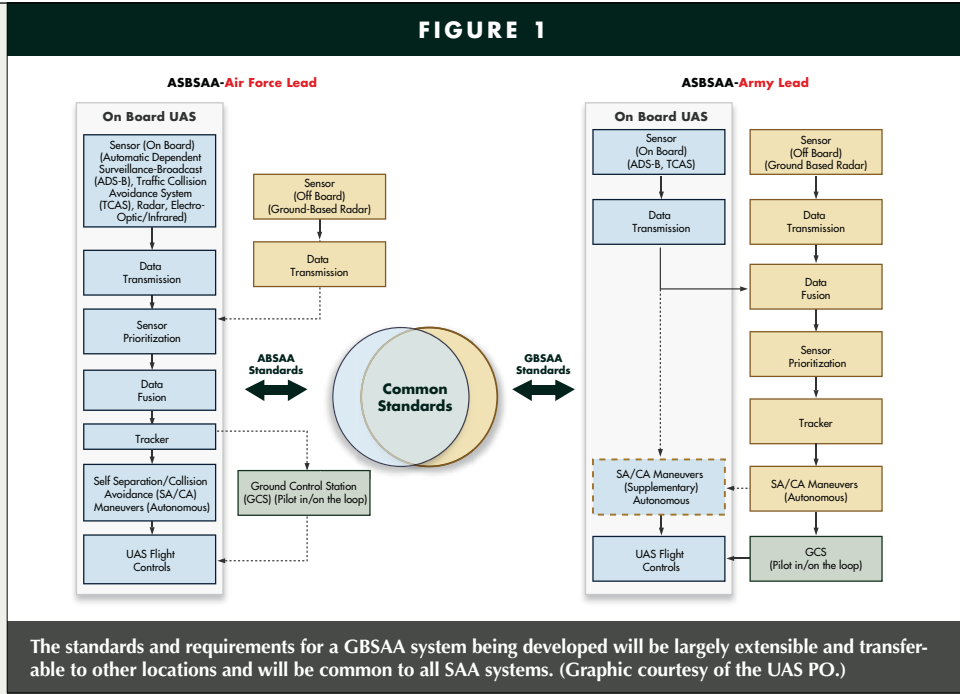 FIGURE 1
ASBSAA-Air Force Lead
On Board UAS
Sensor (On Board)
(Automatic Dependent
Surveillance-Broadcast
(ADS-B), Traffic Collision
Avoidance System
(TCAS), Radar, Electro-
Optic/Infrared)
Data
Transmission
Sensor
Prioritization
Data
Fusion
Tracker
Self Separation/Collision
Avoidance (SA/CA)
Maneuvers (Autonomous)
UAS Flight
Controls
Sensor
(Off Board)
(Ground-Based Radar)
Data
Transmission
Ground Control Station
(GCS) (Pilot in/on the loop)
ABSAA
Standards
Common
Standards
GBSAA
Standards
ASBSAA-Army Lead
On Board UAS
Sensor
(On Board)
(ADS-B, TCAS)
Data
Transmission
SA/CA Maneuvers
(Supplementary)
Autonomous
UAS Flight
Controls
Sensor
(Off Board)
(Ground Based Radar)
Data
Transmission
Data
Fusion
Sensor
Prioritization
Tracker
SA/CA Maneuvers
(Autonomous)
GCS
(Pilot in/on the loop)
The standards and requirements for a GBSAA system being developed will be largely extensible and transfer-
able to other locations and will be common to all SAA systems. (Graphic courtesy of the UAS PO.)